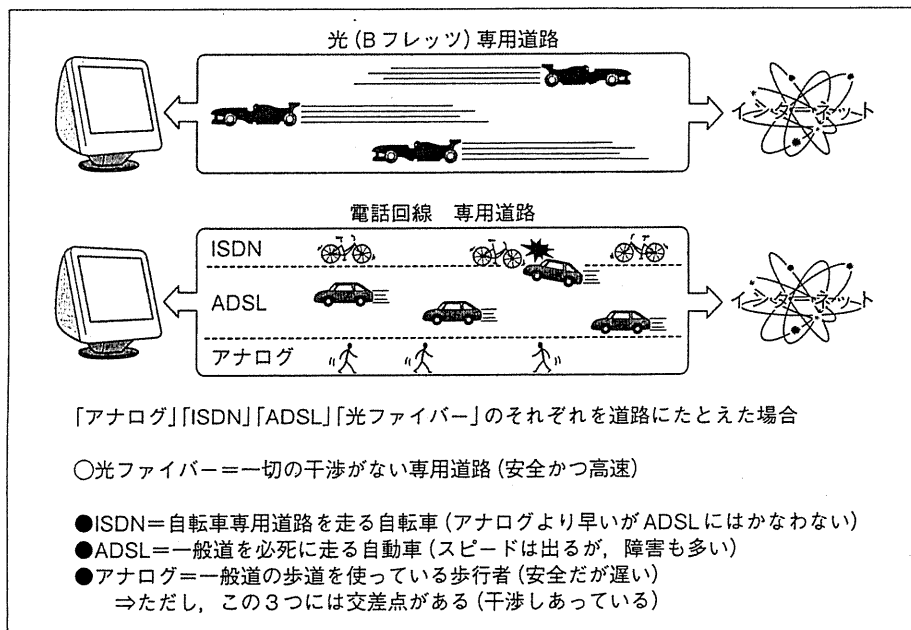 光(Bフレッツ)専用道路
インターネット
電話回線 専用道路
ISDN
ADSL
アナログ
インターネット
「アナログ」「ISDN」「ADSL」「光ファイバー」のそれぞれを道路にたとえた場合
○光ファイバー＝一切の干渉がない専用道路(安全かつ高速)
●ISDN＝自転車専用道路を走る自転車(アナログより早いがADSLにはかなわない)
●ADSL＝一般道を必死に走る自動車(スピードは出るが，障害も多い)
●アナログ＝一般道の歩道を使っている歩行者(安全だが遅い)
⇒ただし，この3つには交差点がある(干渉しあっている)